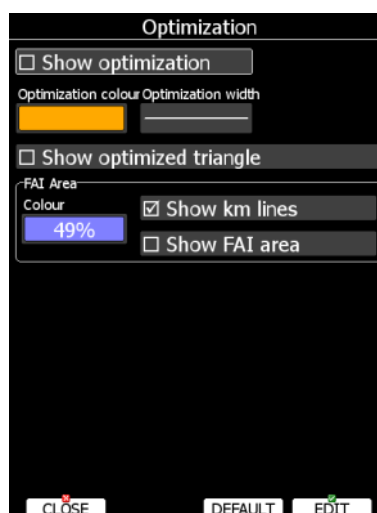 Optimization
Show optimization
Optimization colour Optimization width
Show optimized triangle
FAI Area
Colour
Show km lines
49%
Show FAI area
CLOSE DEFAULT EDIT